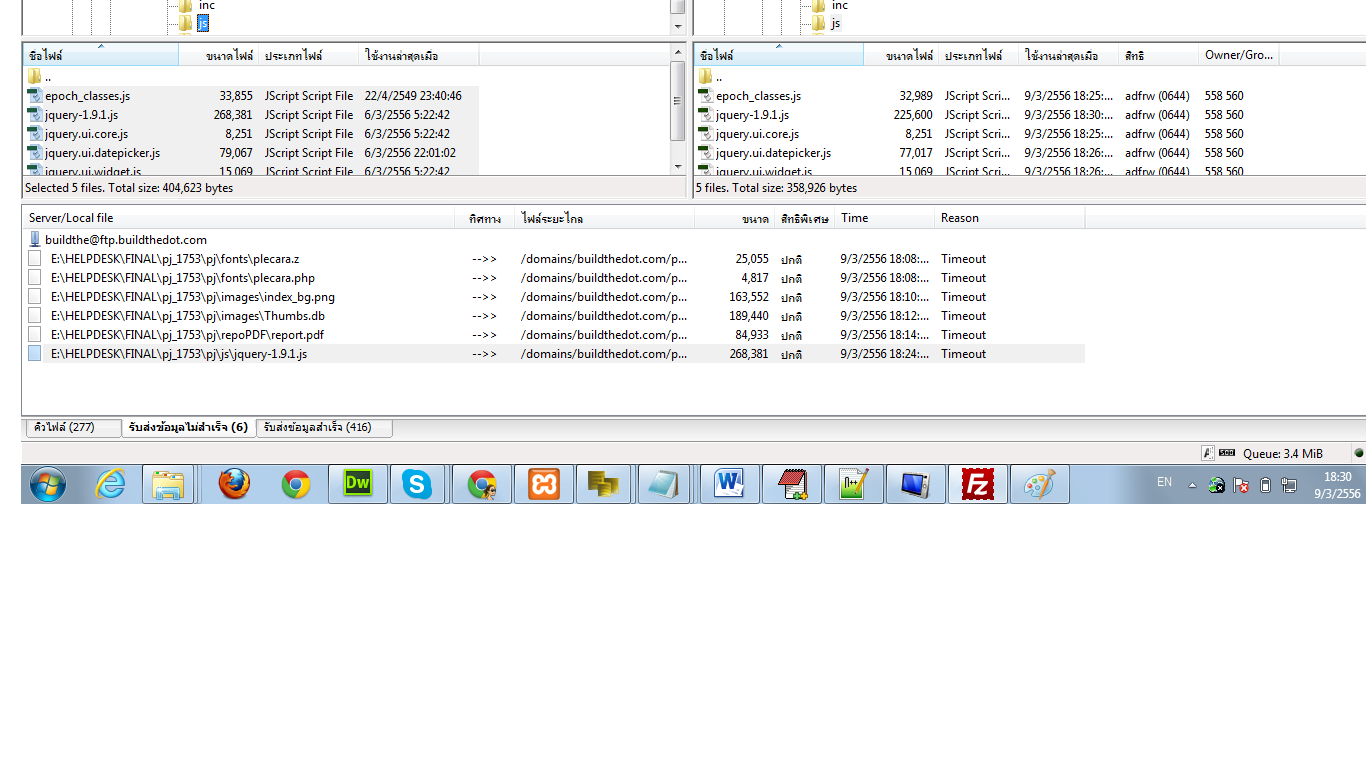 inc
inc
js
js
ชื่อไฟล์ ขนาดไฟล์ ประเภทไฟล์ ใช้งานล่าสุดเมื่อ
ชื่อไฟล์ ขนาดไฟล์ ประเภทไฟล์ ใช้งานล่าสุดเมื่อ สิทธิ Owner/Gro...
..
epoch_classes.js 33,855 JScript Script File 22/4/2549 23:40:46
jquery-1.9.1.js 268,381 JScript Script File 6/3/2556 5:22:42
jquery.ui.core.js 8,251 JScript Script File 6/3/2556 5:22:42
jquery.ui.datepicker.js 79,067 JScript Script File 6/3/2556 22:01:02
jquery.ui.widget.js 15,069 JScript Script File 6/3/2556 5:22:42
Selected 5 files. Total size: 404,623 bytes
..
epoch_classes.js 32,989 JScript Scri... 9/3/2556 18:25:... adfrw (0644) 558 560
jquery-1.9.1.js 225,600 JScript Scri... 9/3/2556 18:30:... adfrw (0644) 558 560
jquery.ui.core.js 8,251 JScript Scri... 9/3/2556 18:25:... adfrw (0644) 558 560
jquery.ui.datepicker.js 77,017 JScript Scri... 9/3/2556 18:26:... adfrw (0644) 558 560
jquery.ui.widget.js 15,069 JScript Scri... 9/3/2556 18:26:... adfrw (0644) 558 560
5 files. Total size: 358,926 bytes
Server/Local file ทิศทาง ไฟล์ระยะไกล ขนาด สิทธิพิเศษ Time Reason
buildthe@ftp.buildthedot.com
E:\HELPDESK\FINAL\pj_1753\pj\fonts\plecara.z -->> /domains/buildthedot.com/p... 25,055 ปกติ 9/3/2556 18:08:... Timeout
E:\HELPDESK\FINAL\pj_1753\pj\fonts\plecara.php -->> /domains/buildthedot.com/p... 4,817 ปกติ 9/3/2556 18:08:... Timeout
E:\HELPDESK\FINAL\pj_1753\pj\images\index_bg.png -->> /domains/buildthedot.com/p... 163,552 ปกติ 9/3/2556 18:10:... Timeout
E:\HELPDESK\FINAL\pj_1753\pj\images\Thumbs.db -->> /domains/buildthedot.com/p... 189,440 ปกติ 9/3/2556 18:12:... Timeout
E:\HELPDESK\FINAL\pj_1753\pj\repoPDF\report.pdf -->> /domains/buildthedot.com/p... 84,933 ปกติ 9/3/2556 18:14:... Timeout
E:\HELPDESK\FINAL\pj_1753\pj\js\jquery-1.9.1.js -->> /domains/buildthedot.com/p... 268,381 ปกติ 9/3/2556 18:24:... Timeout
คิวไฟล์ (277) รับส่งข้อมูลไม่สำเร็จ (6) รับส่งข้อมูลสำเร็จ (416)
Queue: 3.4 MiB
Dw
S
W
Fz
EN
18:30
9/3/2556